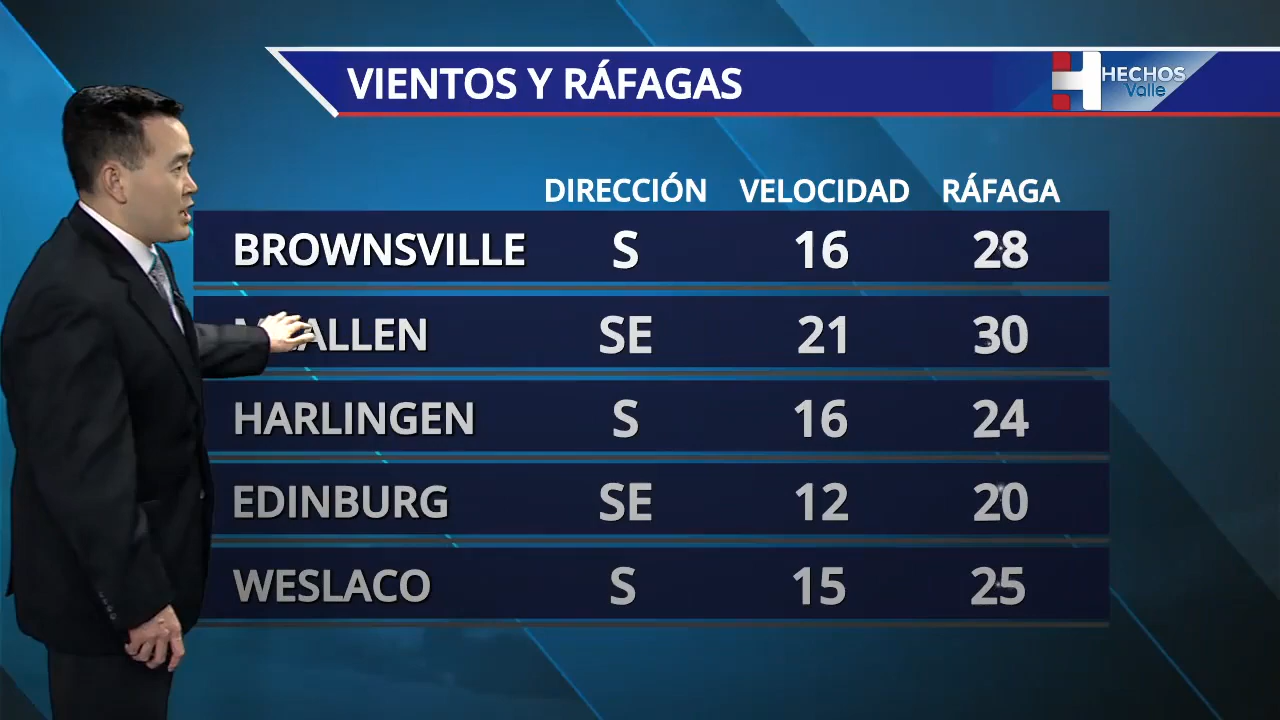 VIENTOS Y RÁFAGAS
HECHOS
Valle
DIRECCIÓN VELOCIDAD RÁFAGA
BROWNSVILLE S 16 28
ALLEN SE 21 30
HARLINGEN S 16 24
EDINBURG SE 12 20
WESLACO S 15 25